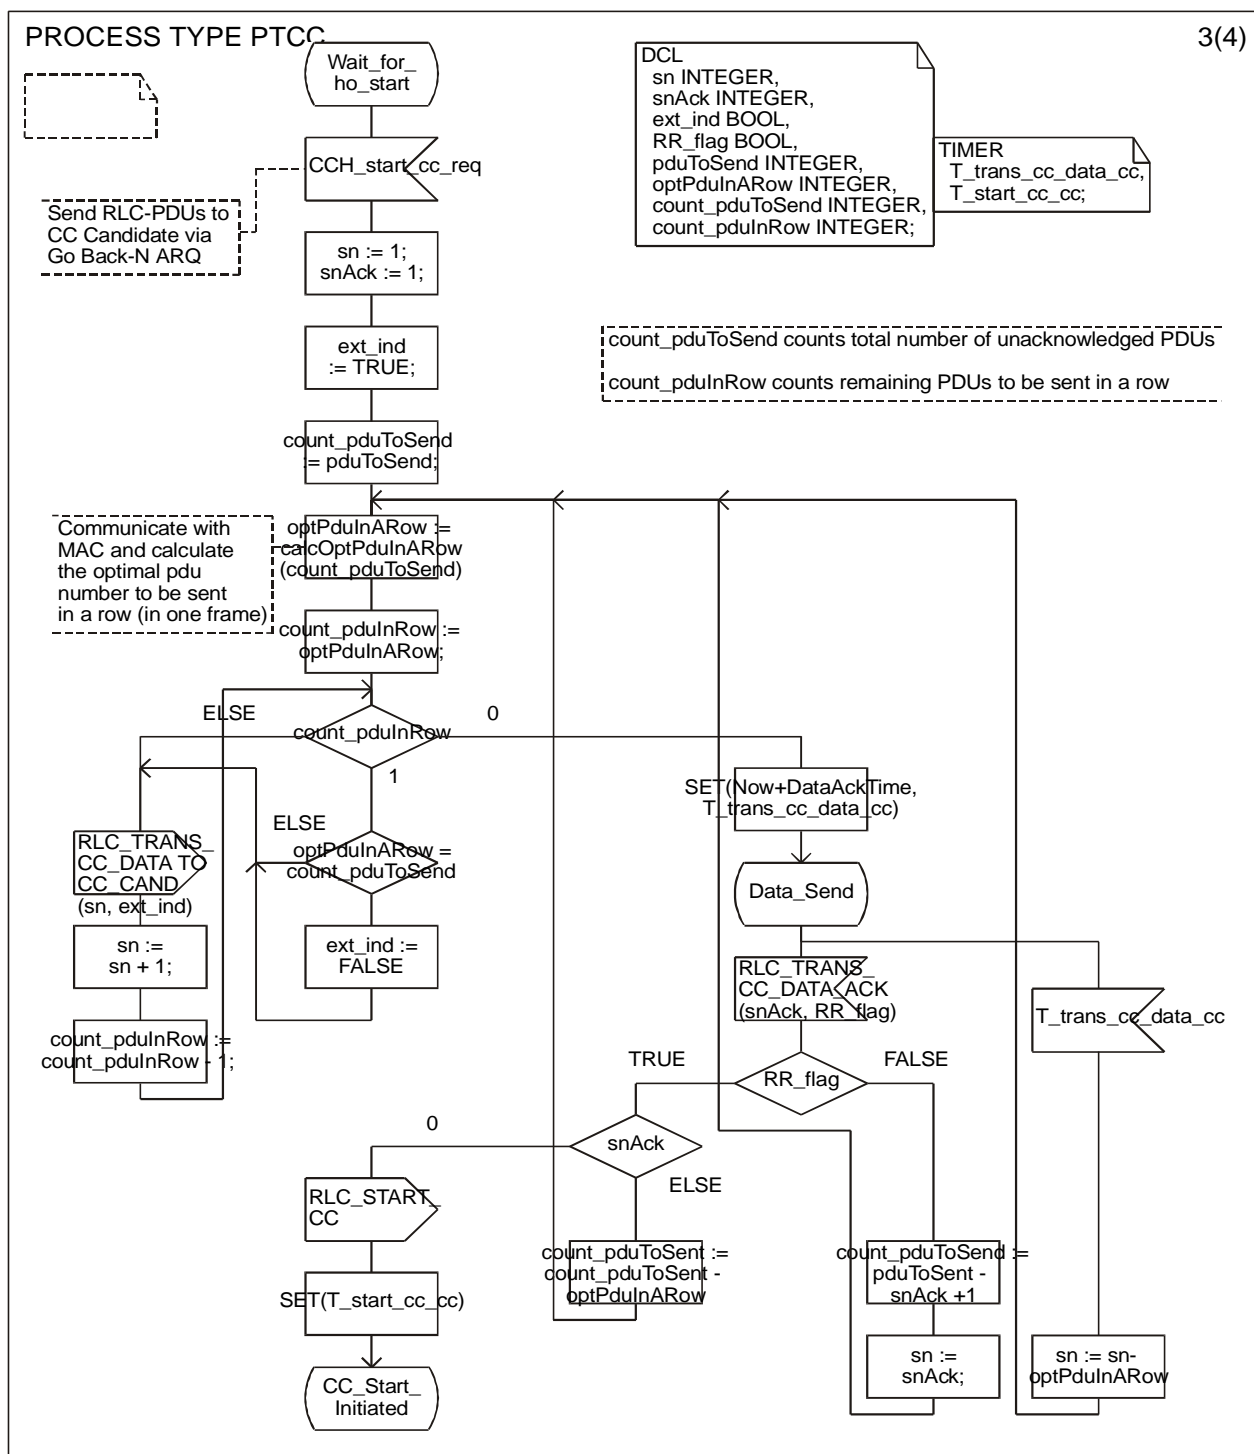 PROCESS TYPE PTCC
3(4)
Wait_for_
ho_start
DCL
sn INTEGER,
snAck INTEGER,
ext_ind BOOL,
RR_flag BOOL,
pduToSend INTEGER,
optPduInARow INTEGER,
count_pduToSend INTEGER,
count_pduInRow INTEGER;
TIMER
T_trans_cc_data_cc,
T_start_cc_cc;
CCH_start_cc_req
Send RLC-PDUs to
CC Candidate via
Go Back-N ARQ
sn := 1;
snAck := 1;
ext_ind
:= TRUE;
count_pduToSend counts total number of unacknowledged PDUs
count_pduInRow counts remaining PDUs to be sent in a row
count_pduToSend
:= pduToSend;
Communicate with
MAC and calculate
the optimal pdu
number to be sent
in a row (in one frame)
optPduInARow :=
calcOptPduInARow
(count_pduToSend)
count_pduInRow :=
optPduInARow;
ELSE
count_pduInRow
0
1
SET(Now+DataAckTime,
T_trans_cc_data_cc)
ELSE
RLC_TRANS_
CC_DATA TO
CC_CAND
(sn, ext_ind)
optPduInARow =
count_pduToSend
Data_Send
sn :=
sn + 1;
ext_ind :=
FALSE
RLC_TRANS_
CC_DATA_ACK
(snAck, RR_flag)
T_trans_cc_data_cc
count_pduInRow :=
count_pduInRow - 1;
TRUE
RR_flag
FALSE
0
snAck
ELSE
RLC_START_
CC
count_pduToSent :=
count_pduToSent -
optPduInARow
count_pduToSend :=
pduToSent -
snAck +1
SET(T_start_cc_cc)
sn :=
snAck;
sn := sn-
optPduInARow
CC_Start_
Initiated